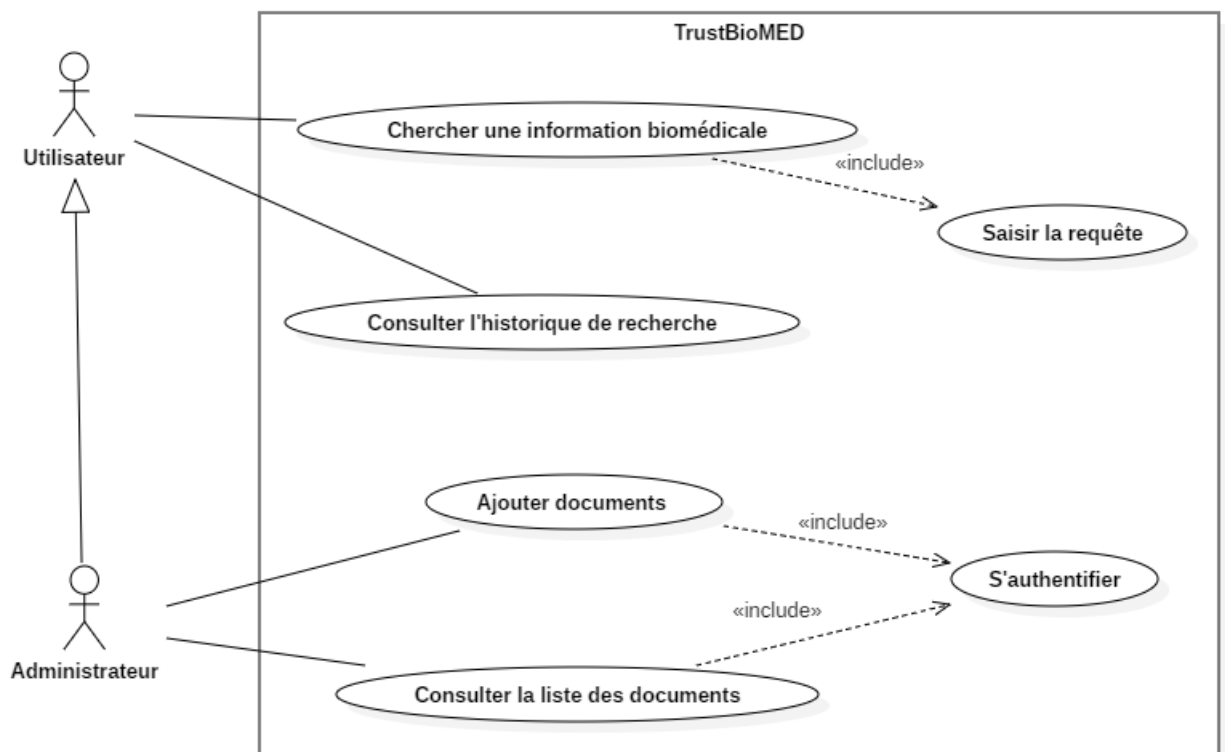 TrustBioMED
Chercher une information biomédicale
«include»
Utilisateur
Saisir la requête
Consulter l'historique de recherche
Ajouter documents
«include»
S'authentifier
«include»
Administrateur
Consulter la liste des documents